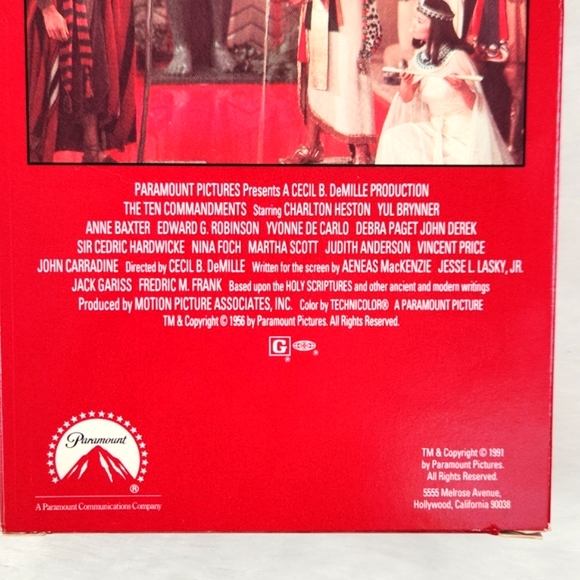 PARAMOUNT PICTURES Presents A CECIL B. DeMILLE PRODUCTION
THE TEN COMMANDMENTS Starring CHARLTON HESTON YUL BRYNNER
ANNE BAXTER EDWARD G. ROBINSON YVONNE DE CARLO DEBRA PAGET JOHN DEREK
SIR CEDRIC HARDWICKE NINA FOCH MARTHA SCOTT JUDITH ANDERSON VINCENT PRICE
JOHN CARRADINE Directed by CECIL B. DeMILLE Written for the screen by AENEAS MacKENZIE JESSE L. LASKY, JR.
JACK GARISS FREDRIC M. FRANK Based upon the HOLY SCRIPTURES and other ancient and modern writings
Produced by MOTION PICTURE ASSOCIATES, INC. Color by TECHNICOLOR® A PARAMOUNT PICTURE
TM & Copyright © 1956 by Paramount Pictures. All Rights Reserved.
G ® ®
Paramount ®
A Paramount Communications Company
TM & Copyright © 1991
by Paramount Pictures.
All Rights Reserved.
5555 Melrose Avenue,
Hollywood, California 90038